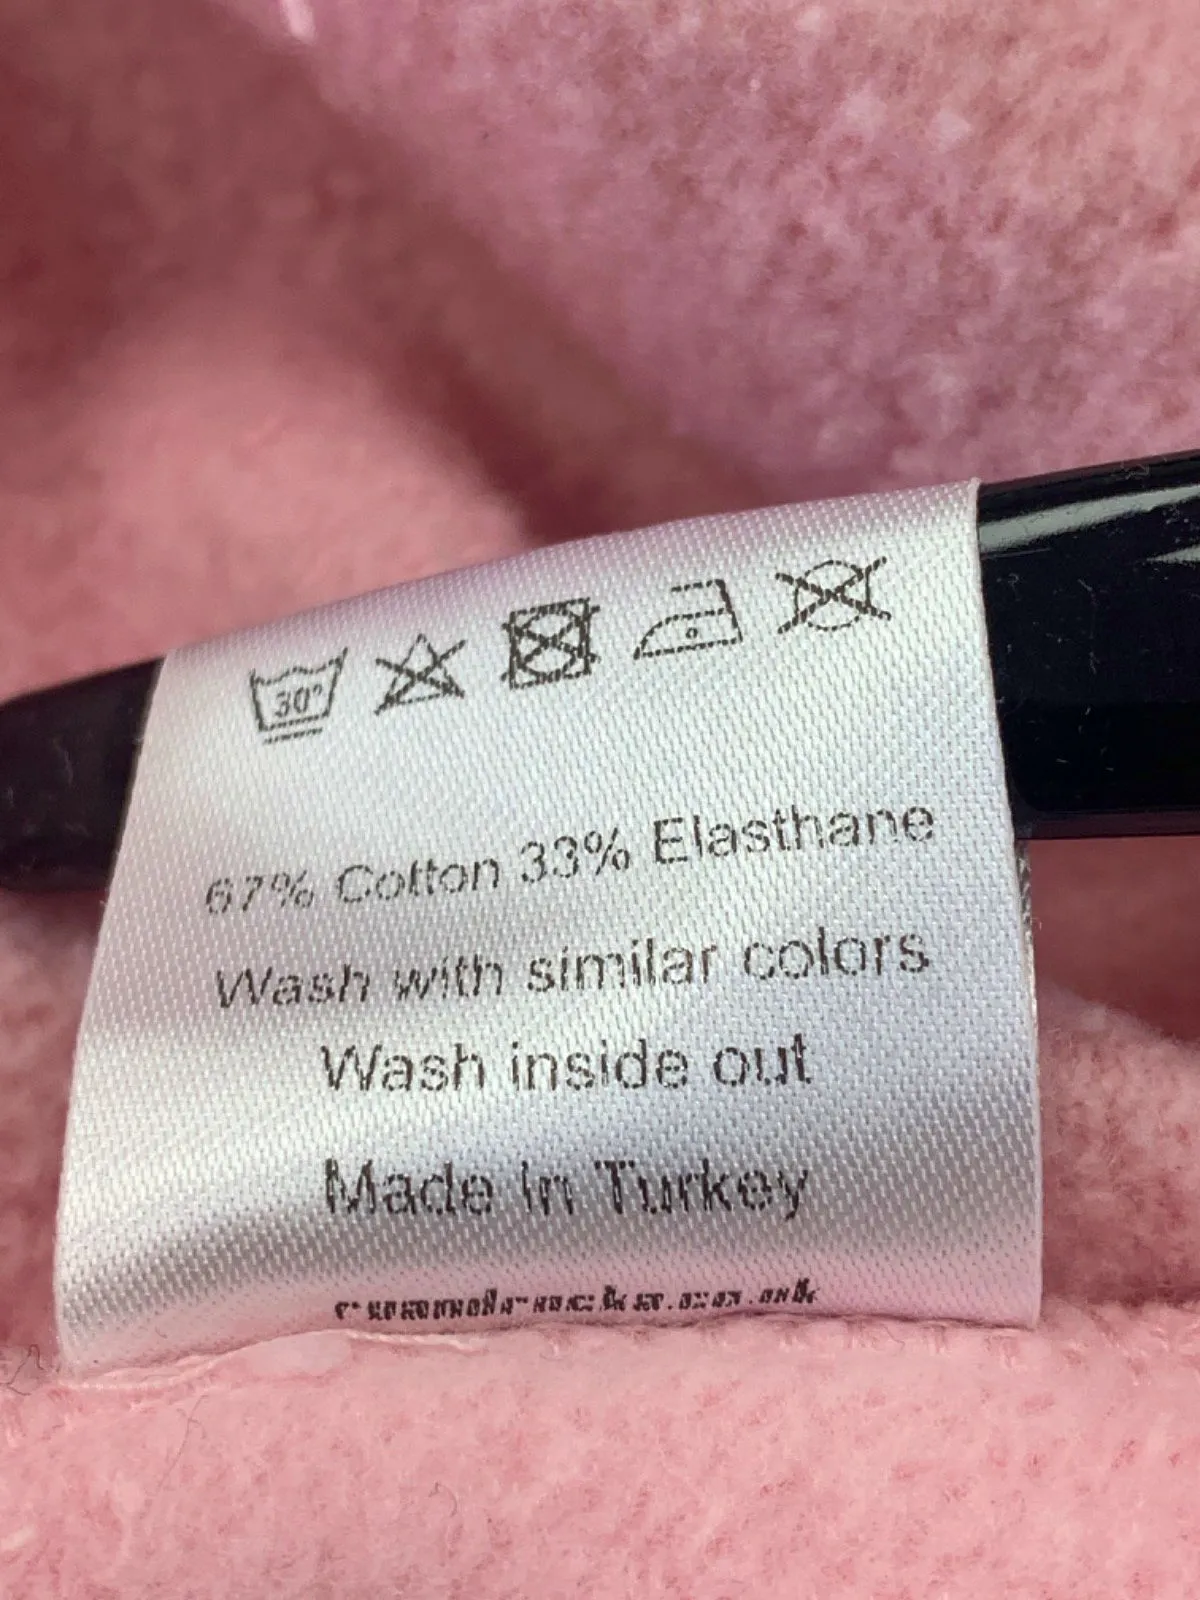 30°
67% Cotton 33% Elasthane
Wash with similar colors
Wash inside out
Made in Turkey